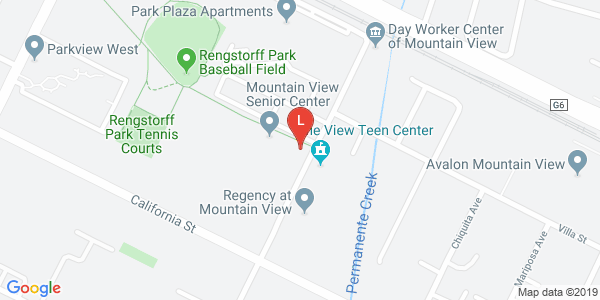 Park Plaza Apartments
Day Worker Center
of Mountain View
Parkview West
Rengstorff Park
Baseball Field
Mountain View
Senior Center
G6
Rengstorff
Park Tennis
Courts
L
he View Teen Center
Avalon Mountain View
Regency at
Mountain View
California St
Permanente Creek
Chiquita Ave
Villa St
Mariposa Ave
Google
Map data ©2019